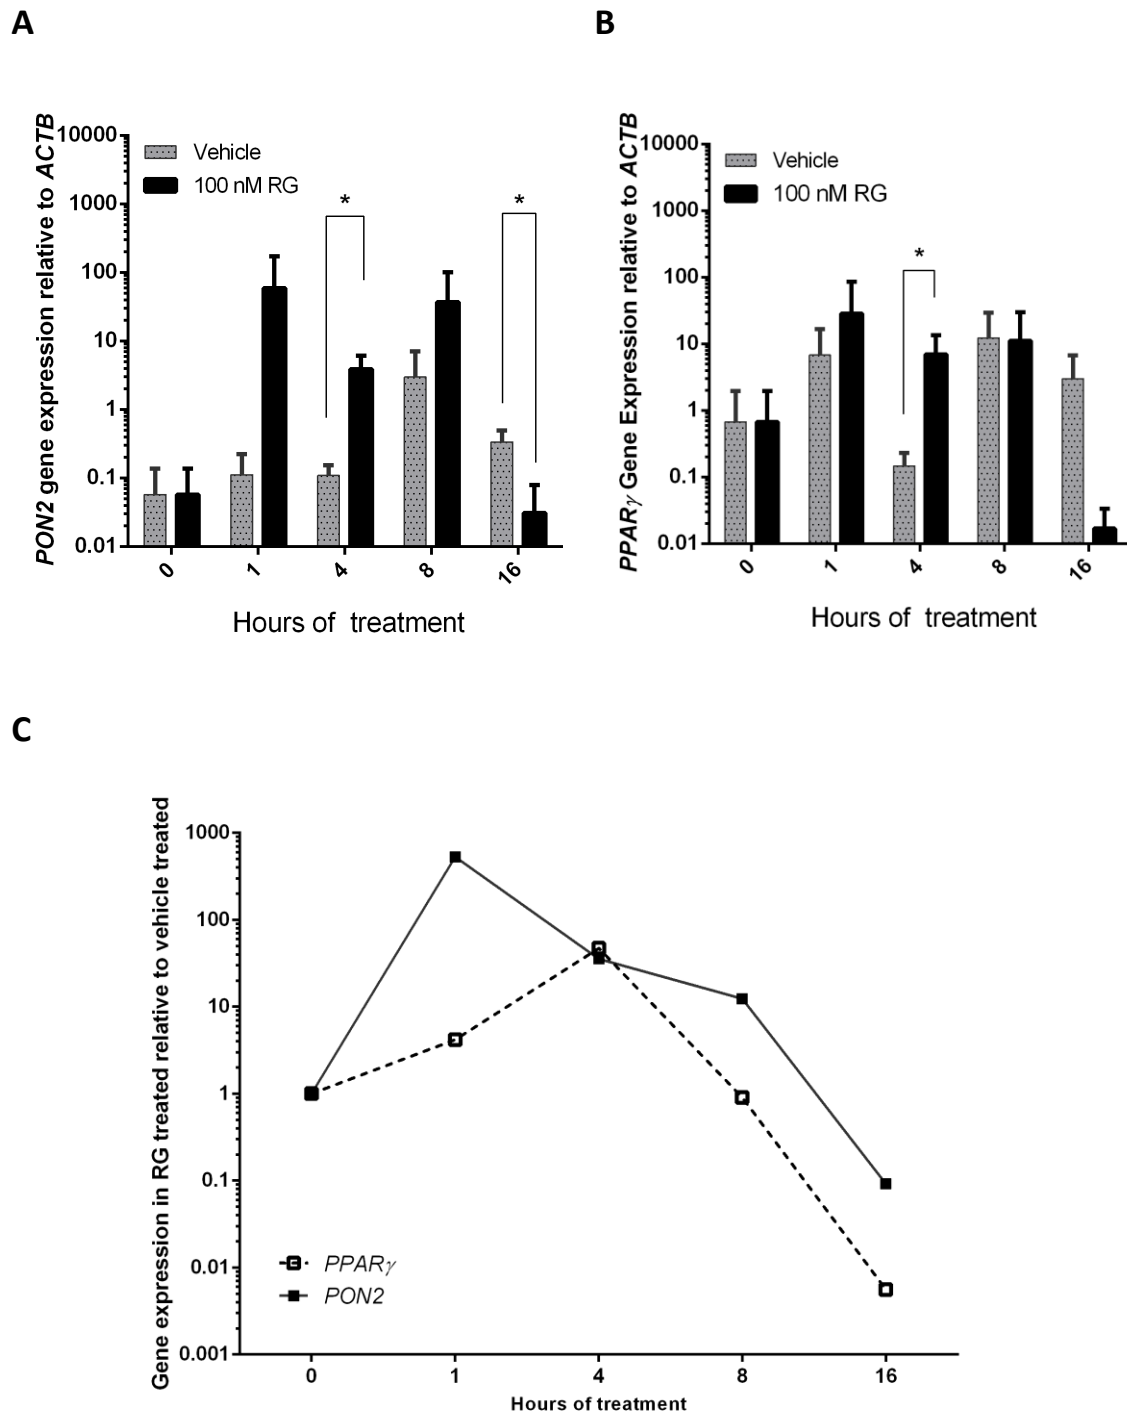 A
PON2 gene expression relative to ACTB
10000
1000
100
10
1
0.1
0.01
Vehicle
100 nM RG
*
*
0 1 4 8 16
Hours of treatment
B
PPARγ Gene Expression relative to ACTB
10000
1000
100
10
1
0.1
0.01
Vehicle
100 nM RG
*
0 1 4 8 16
Hours of treatment
C
Gene expression in RG treated relative to vehicle treated
1000
100
10
1
0.1
0.01
0.001
PPARγ
PON2
0 1 4 8 16
Hours of treatment